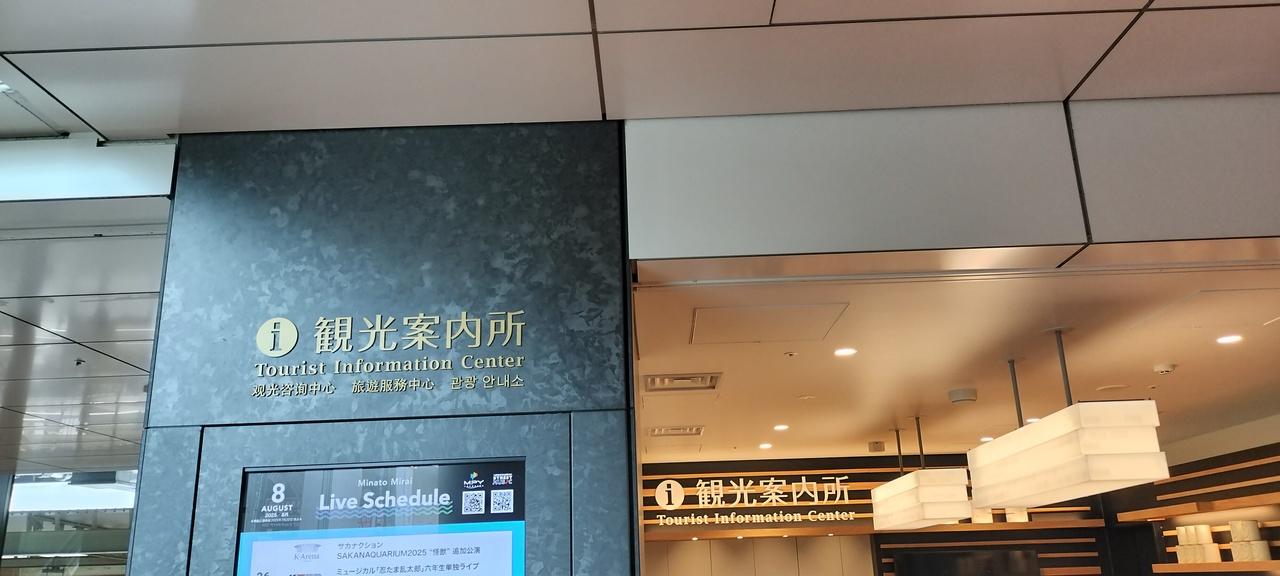 i 観光案内所
Tourist Information Center
观光咨询中心 旅遊服務中心 관광 안내소
8
AUGUST
2025. 8月
Minato Mirai
Live Schedule
K-Arena
サカナクション
SAKANAQUARIUM2025 "怪獣" 追加公演
ミュージカル「忍たま乱太郎」六年生単独ライブ
i 観光案内所
Tourist Information Center